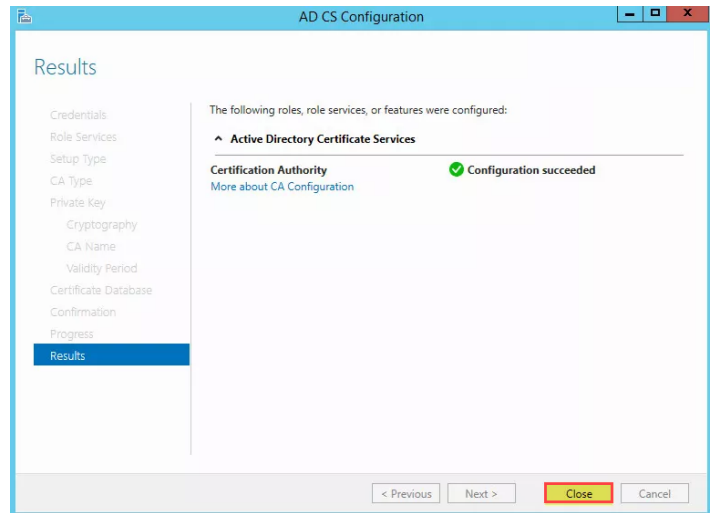 AD CS Configuration
Results
Credentials
Role Services
Setup Type
CA Type
Private Key
Cryptography
CA Name
Validity Period
Certificate Database
Confirmation
Progress
Results
The following roles, role services, or features were configured:
Active Directory Certificate Services
Certification Authority Configuration succeeded
More about CA Configuration
< Previous Next > Close Cancel